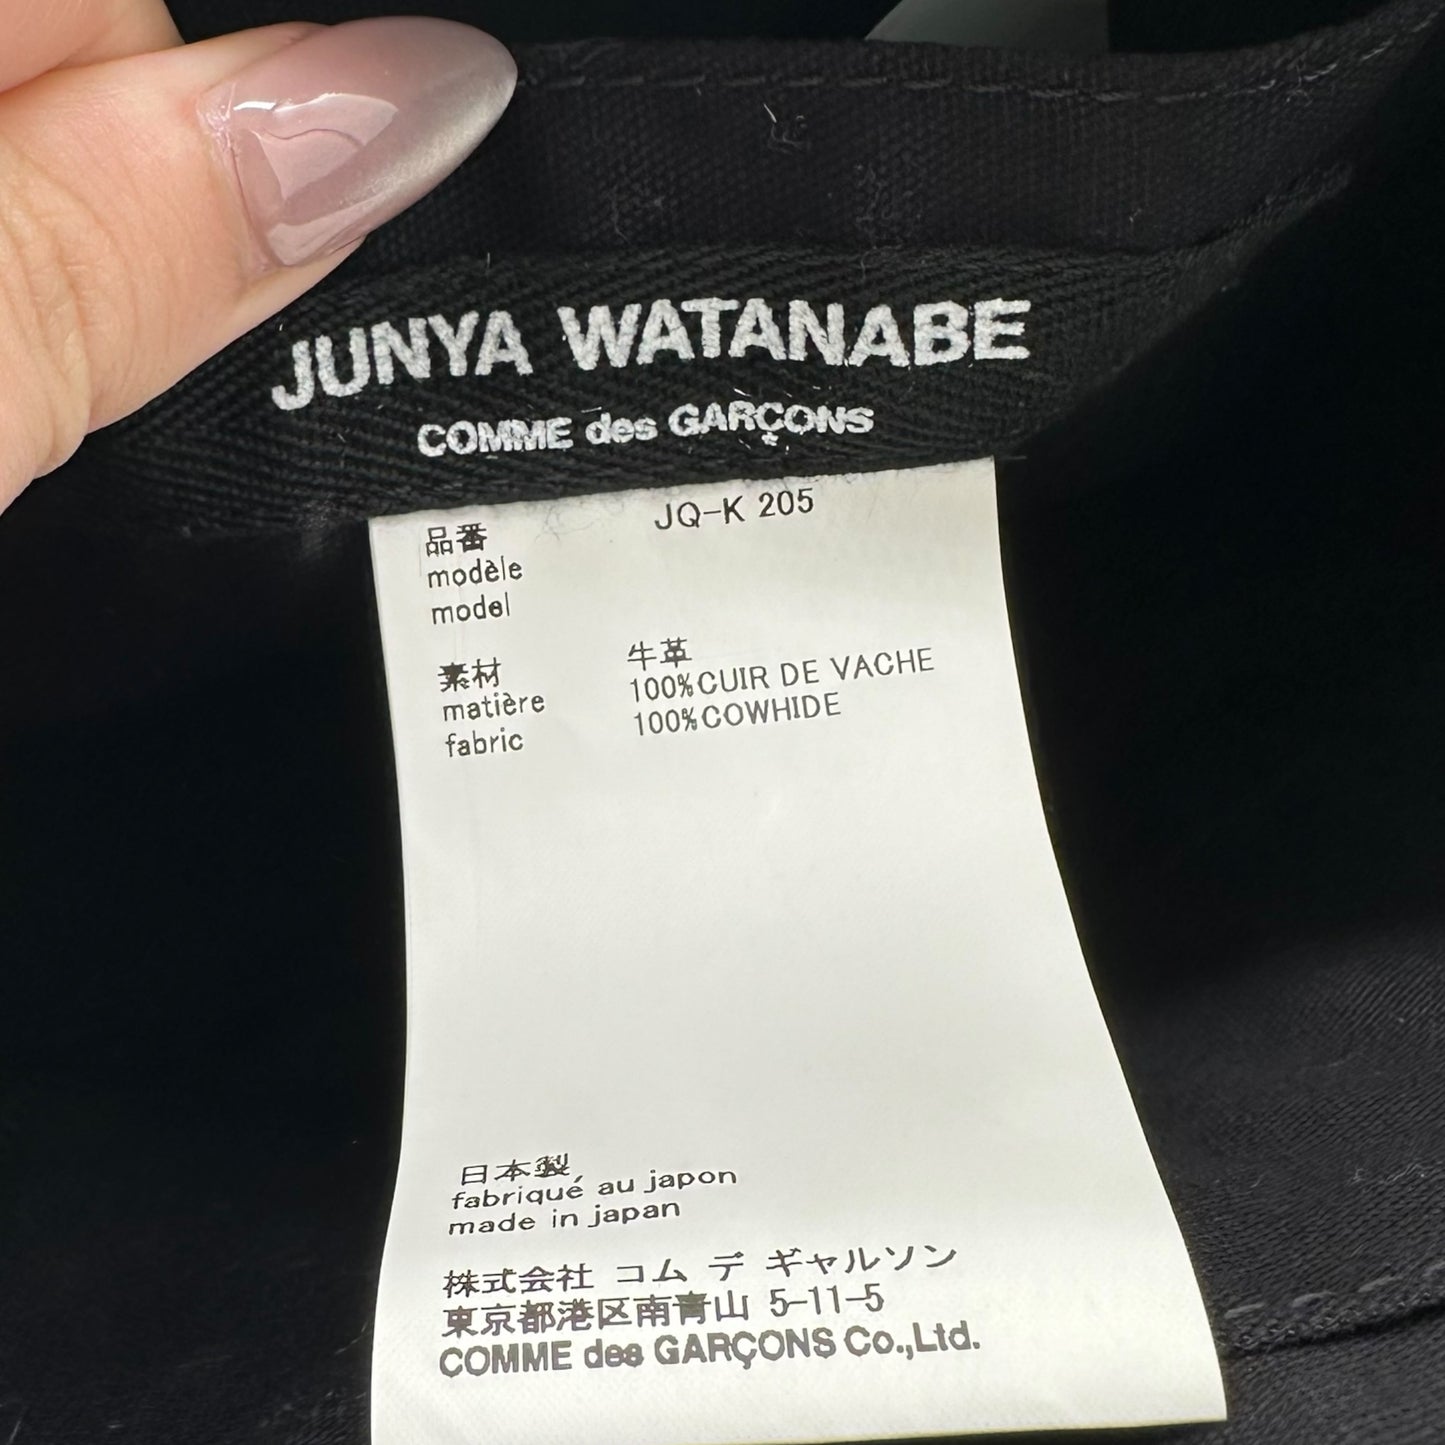 JUNYA WATANABE
COMME des GARÇONS
品番 JQ-K 205
modèle
model
素材 牛革
matière 100%CUIR DE VACHE
fabric 100%COWHIDE
日本製
fabriqué au japon
made in japan
株式会社 コム デ ギャルソン
東京都港区南青山 5-11-5
COMME des GARÇONS Co.,Ltd.